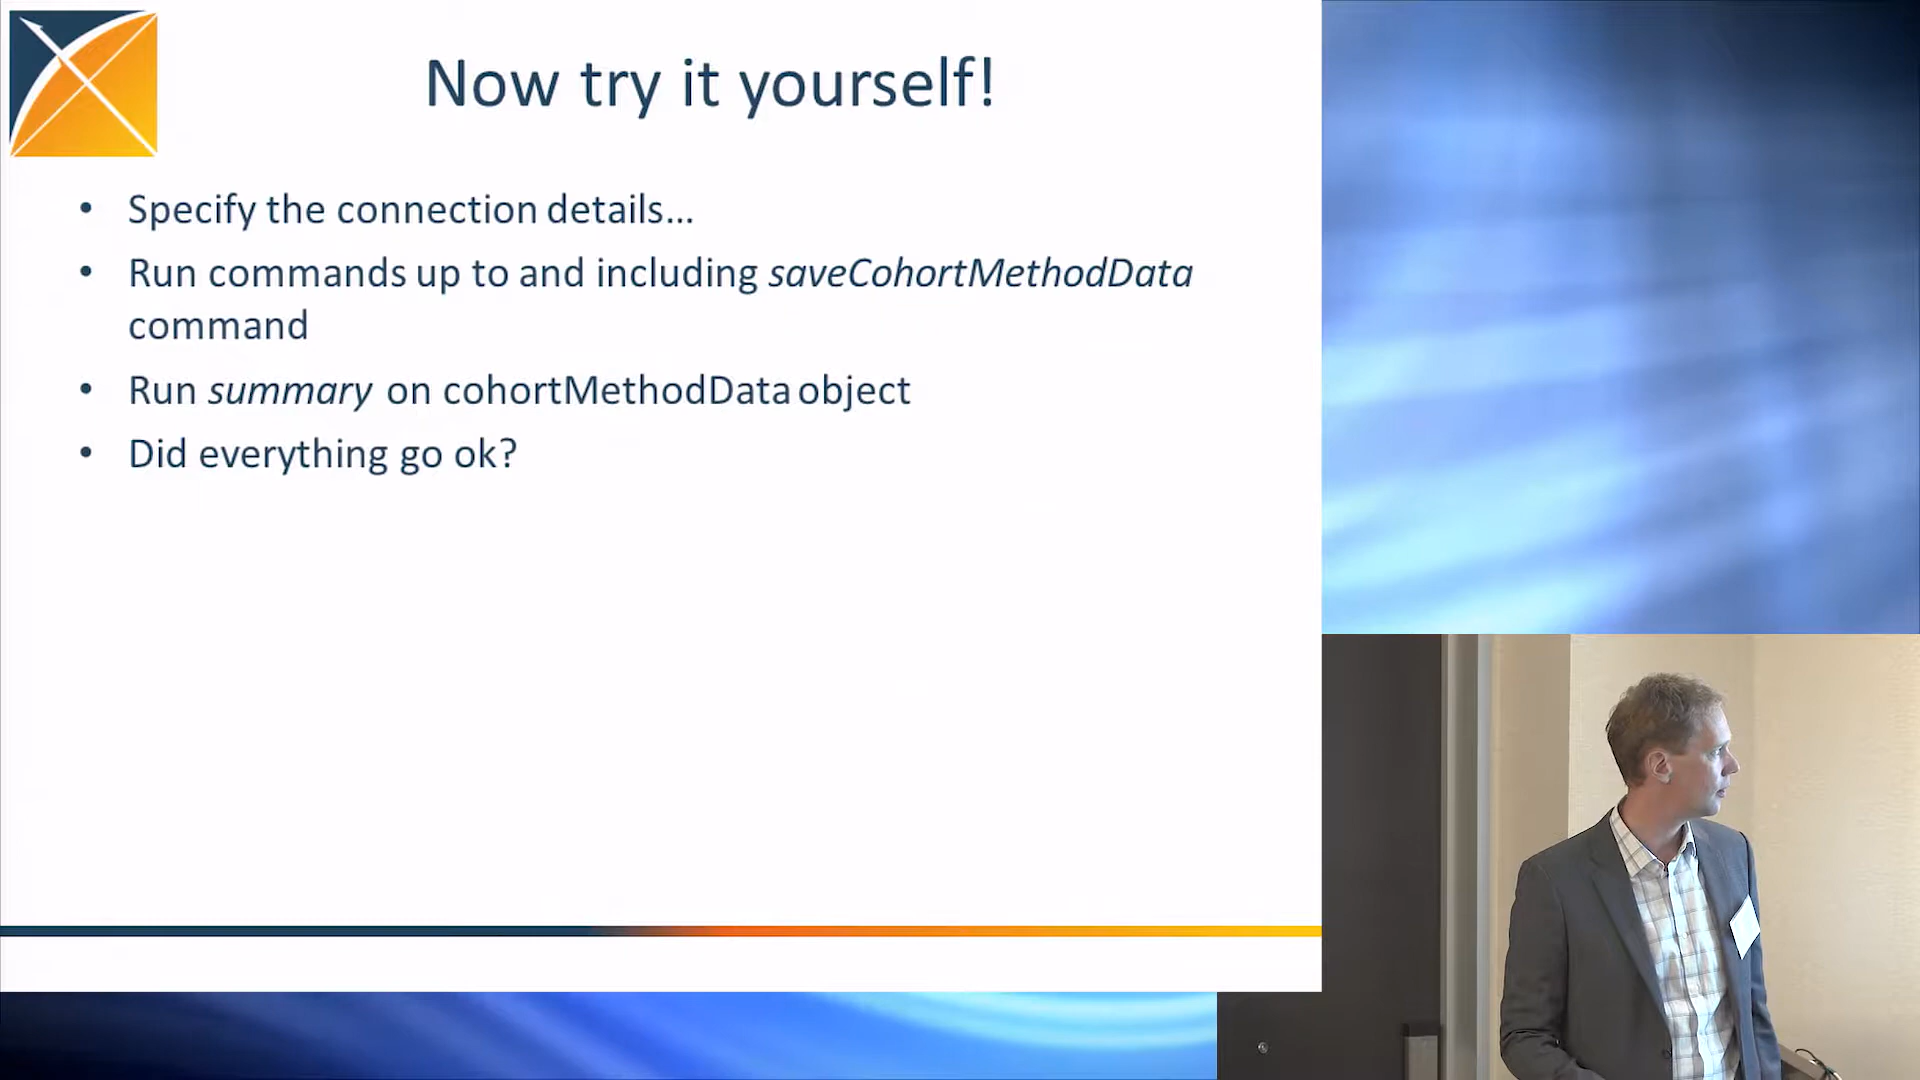 Now try it yourself!
• Specify the connection details...
• Run commands up to and including saveCohortMethodData
command
• Run summary on cohortMethodData object
• Did everything go ok?